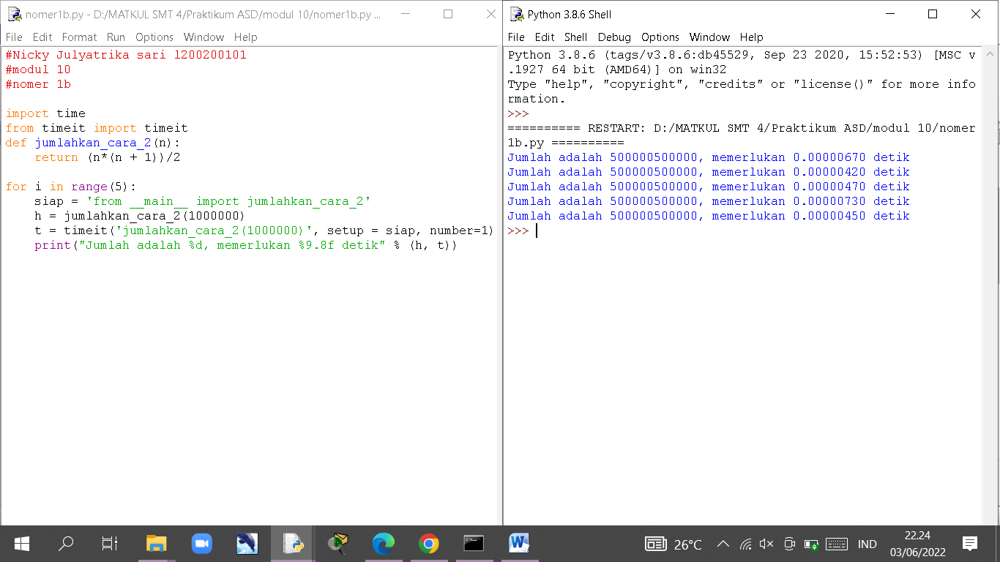 nomer1b.py - D:/MATKUL SMT 4/Praktikum ASD/modul 10/nomer1b.py ...
File Edit Format Run Options Window Help
#Nicky Julyatrika sari l200200101
#modul 10
#nomer 1b
import time
from timeit import timeit
def jumlahkan_cara_2(n):
    return (n*(n + 1))/2
for i in range(5):
    siap = 'from __main__ import jumlahkan_cara_2'
    h = jumlahkan_cara_2(1000000)
    t = timeit('jumlahkan_cara_2(1000000)', setup = siap, number=1)
    print("Jumlah adalah %d, memerlukan %9.8f detik" % (h, t))
Python 3.8.6 Shell
File Edit Shell Debug Options Window Help
Python 3.8.6 (tags/v3.8.6:db45529, Sep 23 2020, 15:52:53) [MSC v
.1927 64 bit (AMD64)] on win32
Type "help", "copyright", "credits" or "license()" for more info
rmation.
>>>
========== RESTART: D:/MATKUL SMT 4/Praktikum ASD/modul 10/nomer
1b.py ==========
Jumlah adalah 500000500000, memerlukan 0.00000670 detik
Jumlah adalah 500000500000, memerlukan 0.00000420 detik
Jumlah adalah 500000500000, memerlukan 0.00000470 detik
Jumlah adalah 500000500000, memerlukan 0.00000730 detik
Jumlah adalah 500000500000, memerlukan 0.00000450 detik
>>>
26°C
IND
22.24
03/06/2022